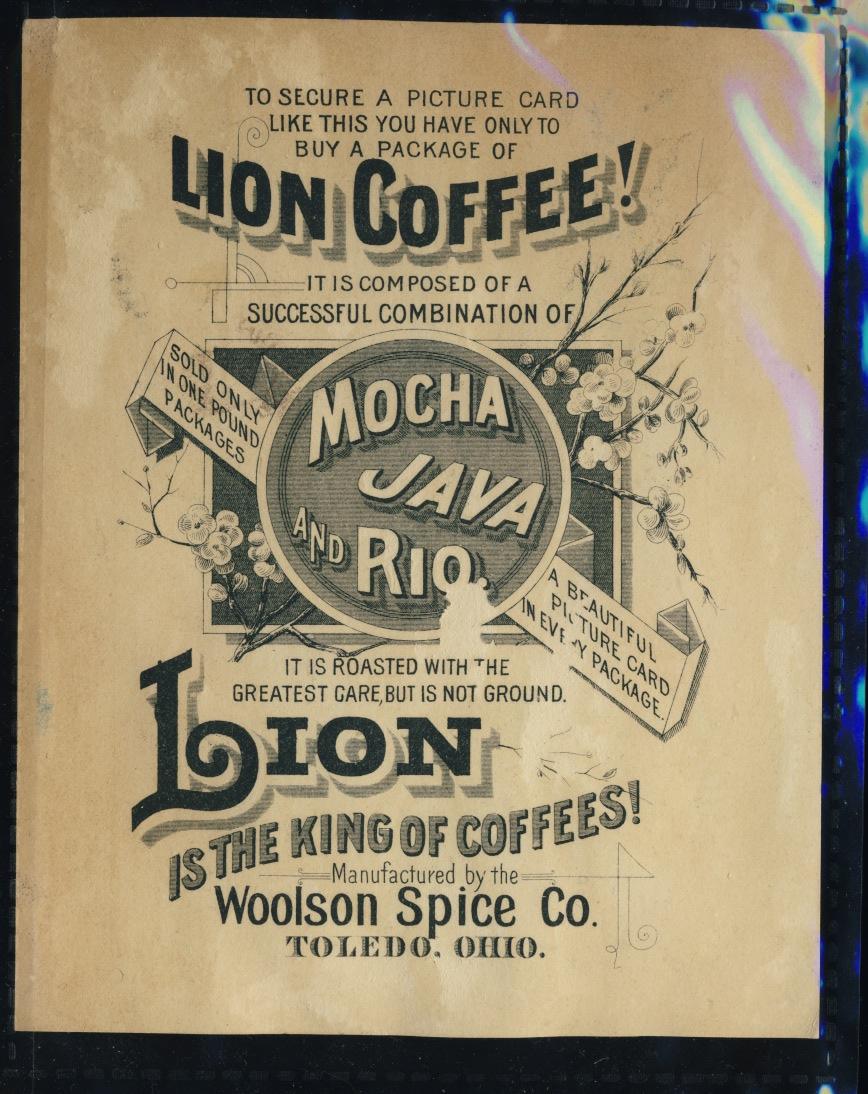 TO SECURE A PICTURE CARD
LIKE THIS YOU HAVE ONLY TO
BUY A PACKAGE OF
LION COFFEE!
IT IS COMPOSED OF A
SUCCESSFUL COMBINATION OF
SOLD ONLY
IN ONE POUND
PACKAGES
MOCHA
JAVA
AND RIO.
A BEAUTIFUL
PICTURE CARD
IN EVERY PACKAGE.
IT IS ROASTED WITH THE
GREATEST CARE, BUT IS NOT GROUND.
LION
IS THE KING OF COFFEES!
Manufactured by the
Woolson Spice Co.
TOLEDO, OHIO.